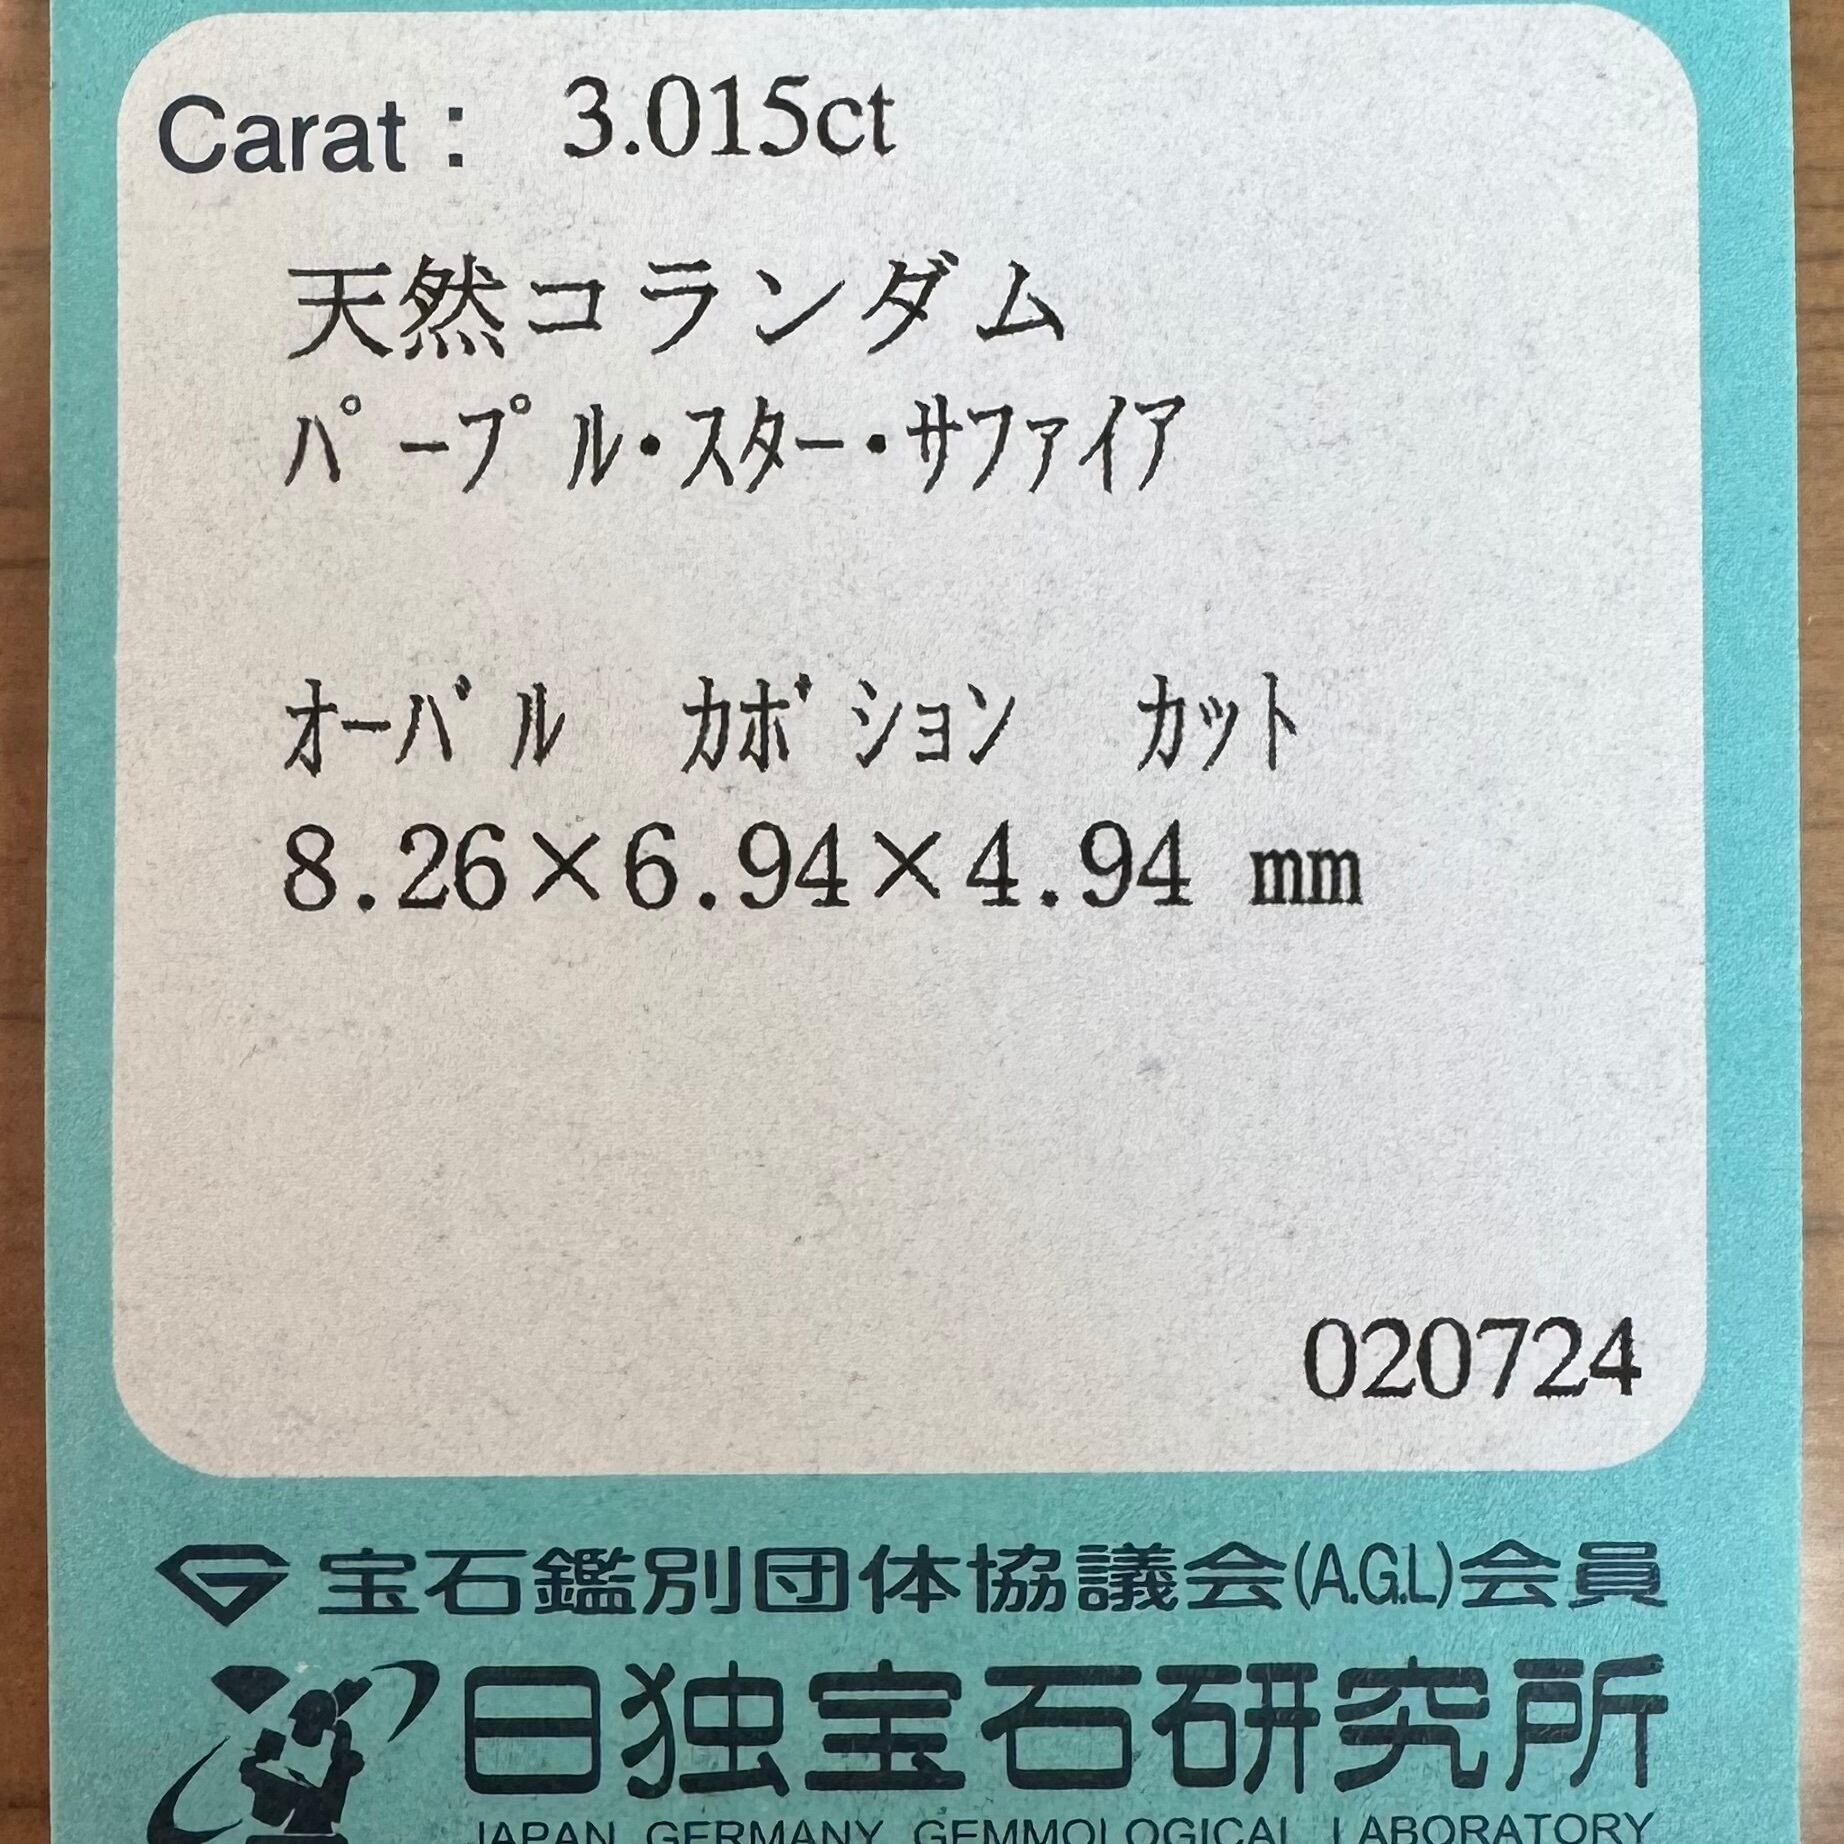 Carat： 3.015ct
天然コランダム
ﾊﾟｰﾌﾟﾙ･ｽﾀｰ･ｻﾌｧｲｱ
ｵｰﾊﾞﾙ ｶﾎﾞｼｮﾝ ｶｯﾄ
8.26×6.94×4.94 mm
020724
宝石鑑別団体協議会(A.G.L)会員
日独宝石研究所
JAPAN GERMANY GEMMOLOGICAL LABORATORY